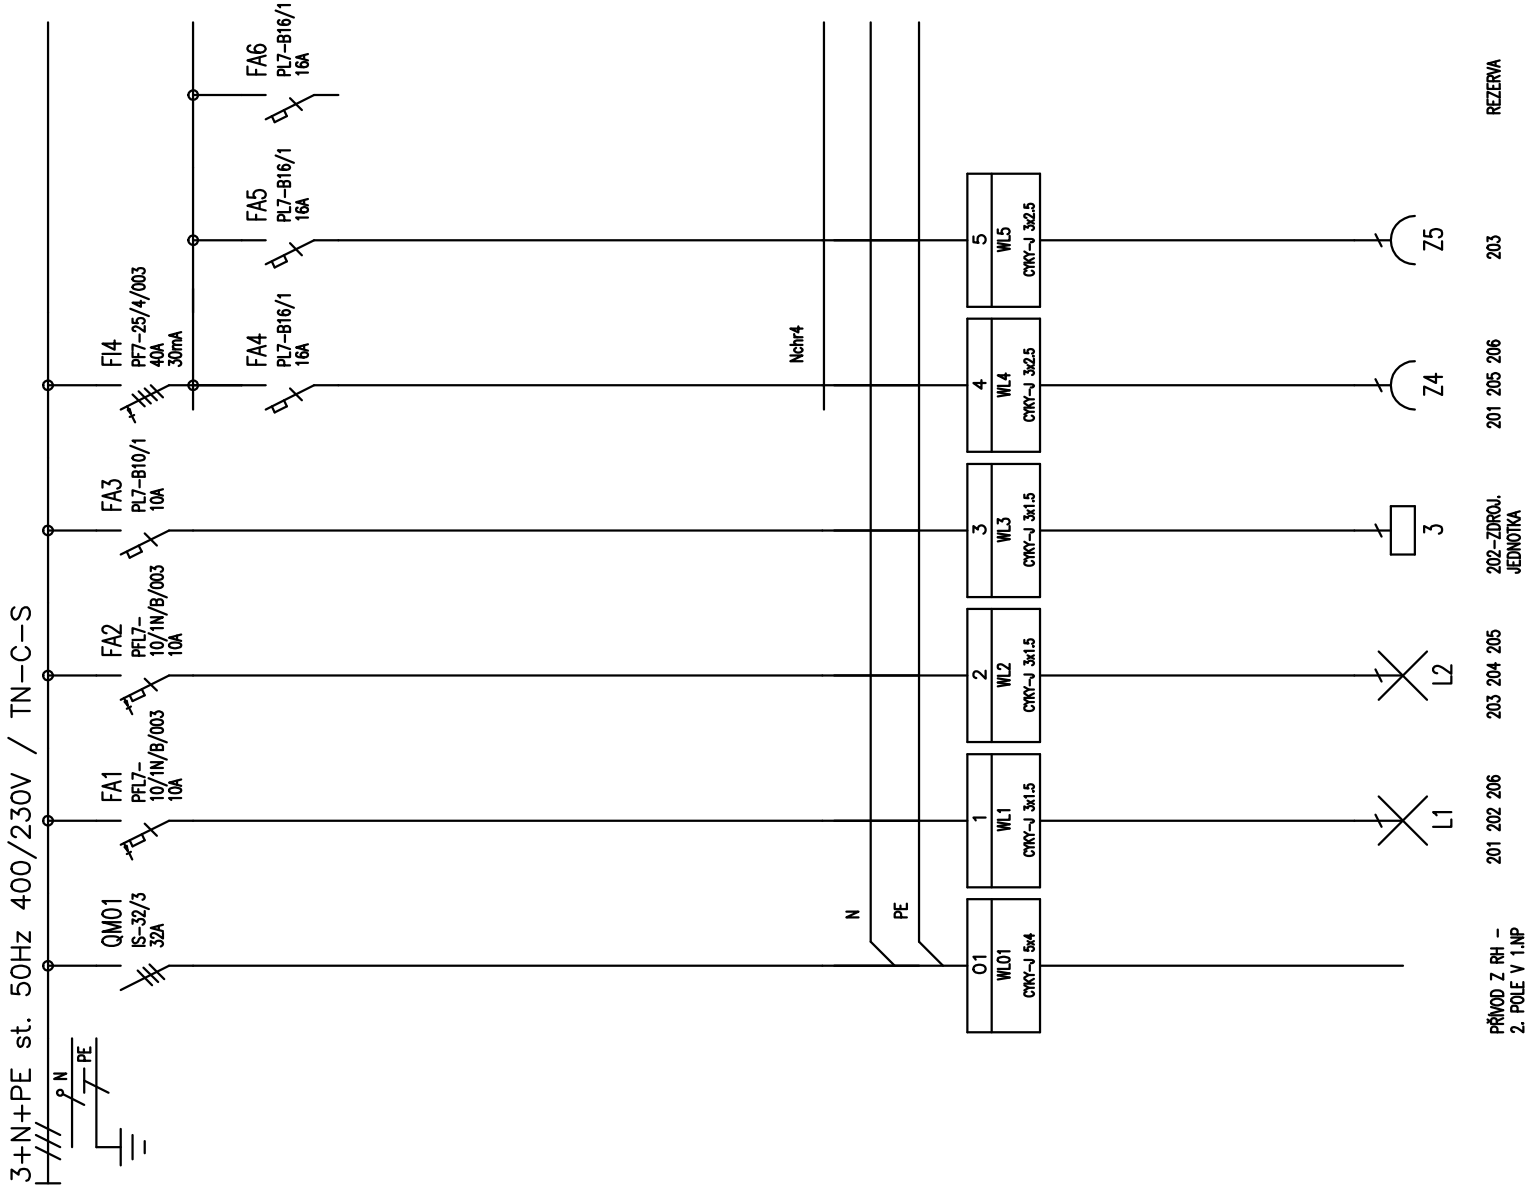 3+N+PE st. 50Hz 400/230V / TN-C-S
N
PE
QM01
IS-32/3
32A
FA1
PFL7-
10/1N/B/003
10A
FA2
PFL7-
10/1N/B/003
10A
FA3
PL7-B10/1
10A
FI4
PF7-25/4/003
40A
30mA
FA4
PL7-B16/1
16A
FA5
PL7-B16/1
16A
FA6
PL7-B16/1
16A
Nchr4
N
PE
01
WL01
CYKY-J 5x4
1
WL1
CYKY-J 3x1.5
2
WL2
CYKY-J 3x1.5
3
WL3
CYKY-J 3x1.5
4
WL4
CYKY-J 3x2.5
5
WL5
CYKY-J 3x2.5
L1
L2
3
Z4
Z5
PŘÍVOD Z RH -
2. POLE V 1.NP
201 202 206
203 204 205
202-ZDROJ.
JEDNOTKA
201 205 206
203
REZERVA